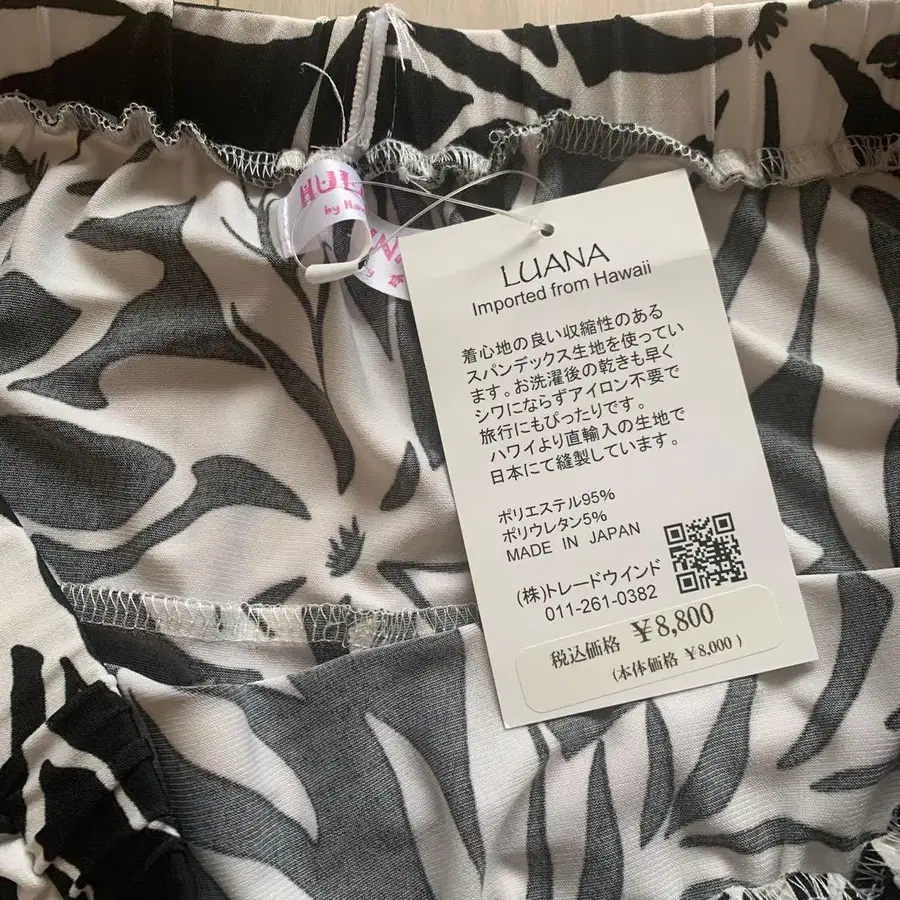 HUL
by Haw
LUANA
Imported from Hawaii
着心地の良い収縮性のある
スパンデックス生地を使ってい
ます。お洗濯後の乾きも早く
シワにならずアイロン不要で
旅行にもぴったりです。
ハワイより直輸入の生地で
日本にて縫製しています。
ポリエステル95%
ポリウレタン5%
MADE IN JAPAN
(株)トレードウインド
011-261-0382
税込価格 ¥8,800
(本体価格 ¥8,000 )